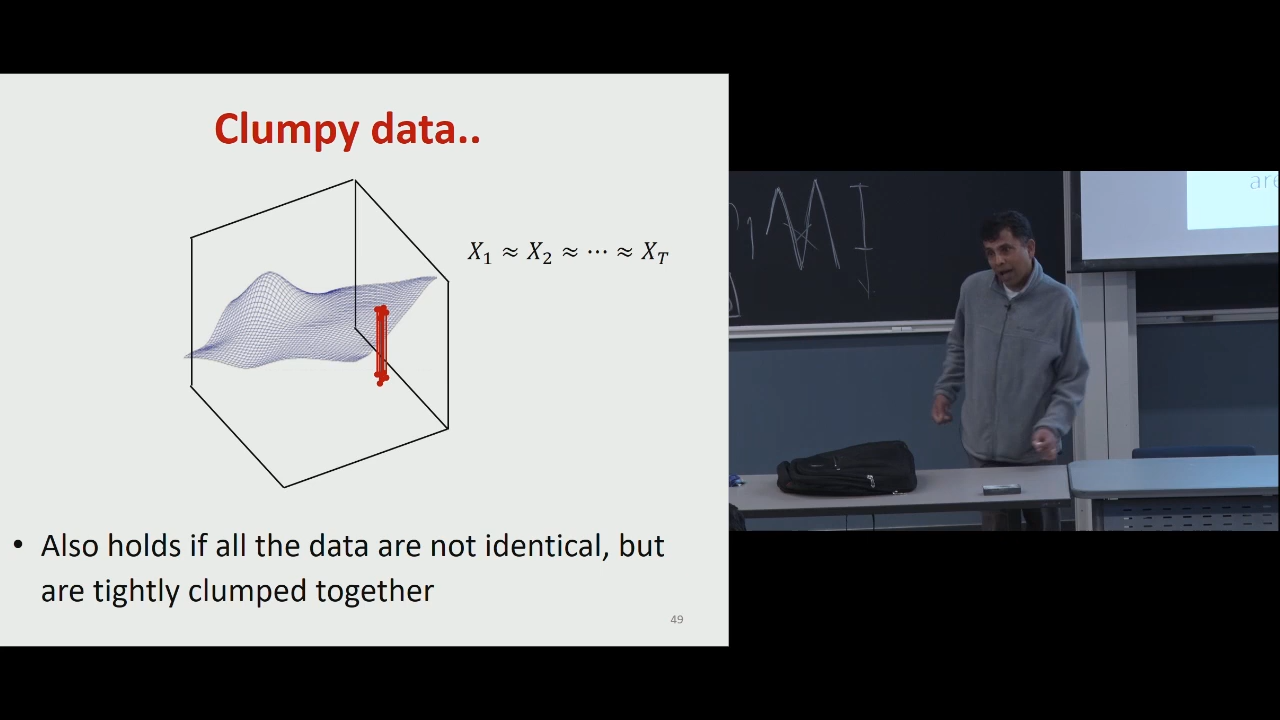 Clumpy data..
X₁ ≈ X₂ ≈ ⋯ ≈ X_T
• Also holds if all the data are not identical, but
are tightly clumped together
49
are